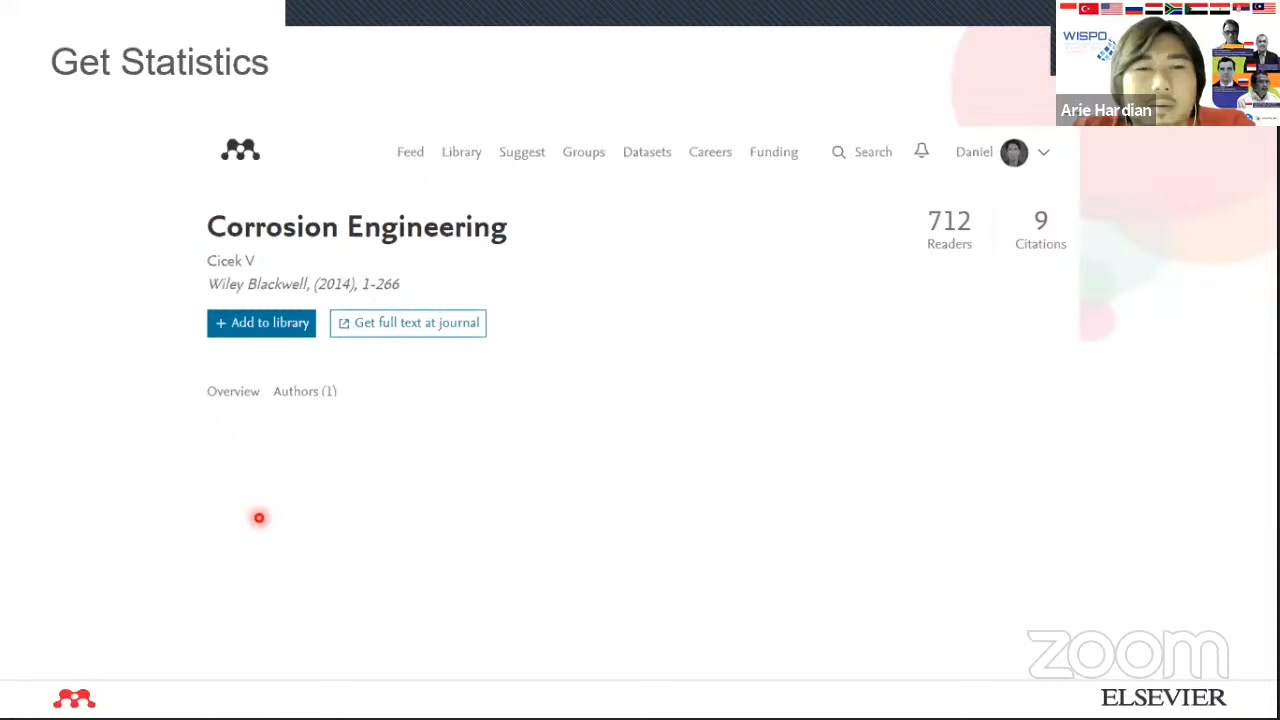 Get Statistics
WISPO
Arie Hardian
Feed Library Suggest Groups Datasets Careers Funding Search Daniel
Corrosion Engineering
712
Readers
9
Citations
Cicek V
Wiley Blackwell, (2014), 1-266
+ Add to library
Get full text at journal
Overview Authors (1)
zoom
ELSEVIER